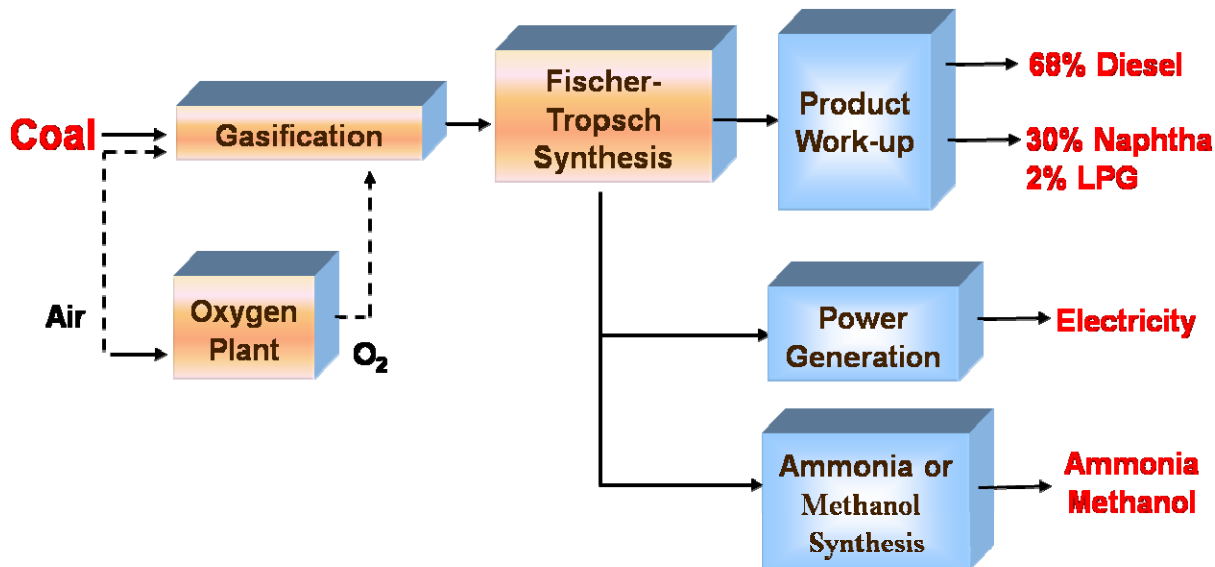 Coal
Gasification
Fischer-
Tropsch
Synthesis
Product
Work-up
68% Diesel
30% Naphtha
2% LPG
Air
Oxygen
Plant
O₂
Power
Generation
Electricity
Ammonia or
Methanol
Synthesis
Ammonia
Methanol